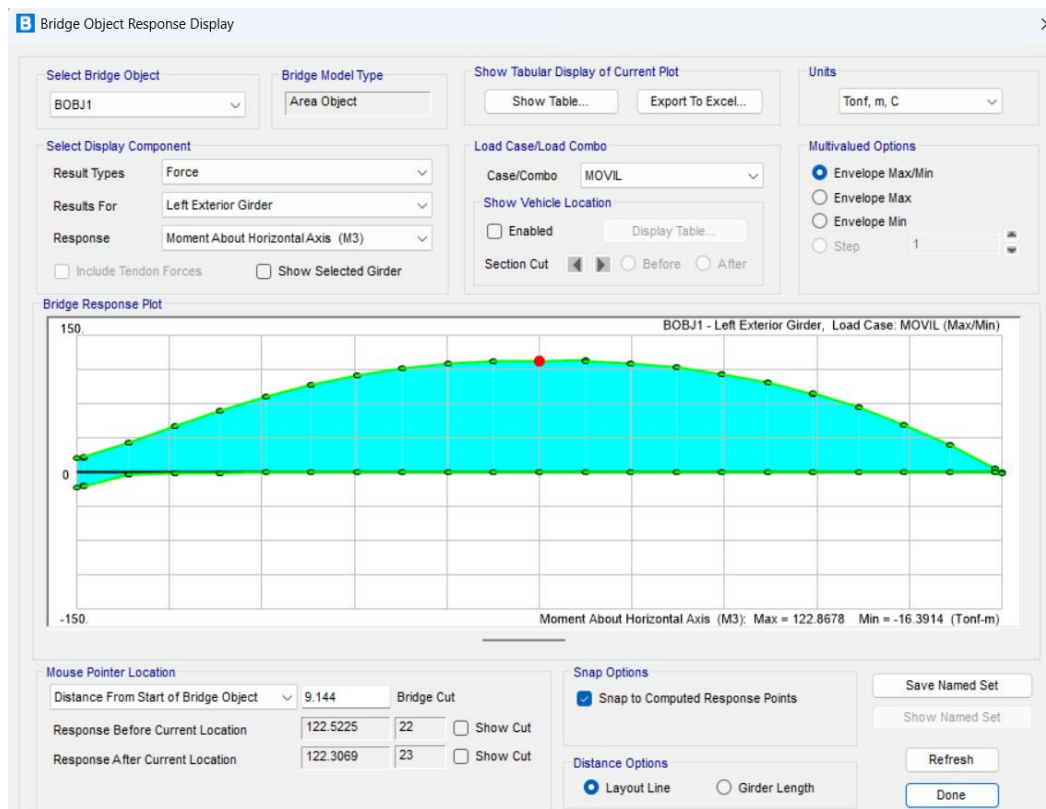 B Bridge Object Response Display
Select Bridge Object
BOBJ1
Bridge Model Type
Area Object
Show Tabular Display of Current Plot
Show Table...
Export To Excel...
Units
Tonf, m, C
Select Display Component
Result Types
Force
Results For
Left Exterior Girder
Response
Moment About Horizontal Axis (M3)
Include Tendon Forces
Show Selected Girder
Load Case/Load Combo
Case/Combo
MOVIL
Show Vehicle Location
Enabled
Display Table...
Section Cut
Before
After
Multivalued Options
Envelope Max/Min
Envelope Max
Envelope Min
Step
1
Bridge Response Plot
150.
BOBJ1 - Left Exterior Girder, Load Case: MOVIL (Max/Min)
0
-150.
Moment About Horizontal Axis (M3): Max = 122.8678 Min = -16.3914 (Tonf-m)
Mouse Pointer Location
Distance From Start of Bridge Object
9.144
Bridge Cut
Response Before Current Location
122.5225
22
Show Cut
Response After Current Location
122.3069
23
Show Cut
Snap Options
Snap to Computed Response Points
Distance Options
Layout Line
Girder Length
Save Named Set
Show Named Set
Refresh
Done